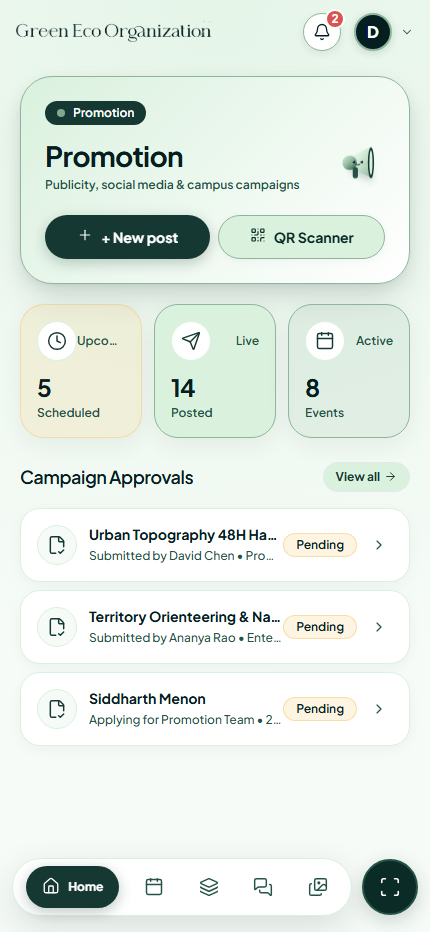 Green Eco Organization
2
D
Promotion
Promotion
Publicity, social media & campus campaigns
+ New post
QR Scanner
Upco...
Live
Active
5
14
8
Scheduled
Posted
Events
Campaign Approvals
View all →
Urban Topography 48H Ha...
Submitted by David Chen • Pro...
Pending
Territory Orienteering & Na...
Submitted by Ananya Rao • Ente...
Pending
Siddharth Menon
Applying for Promotion Team • 2...
Pending
Home